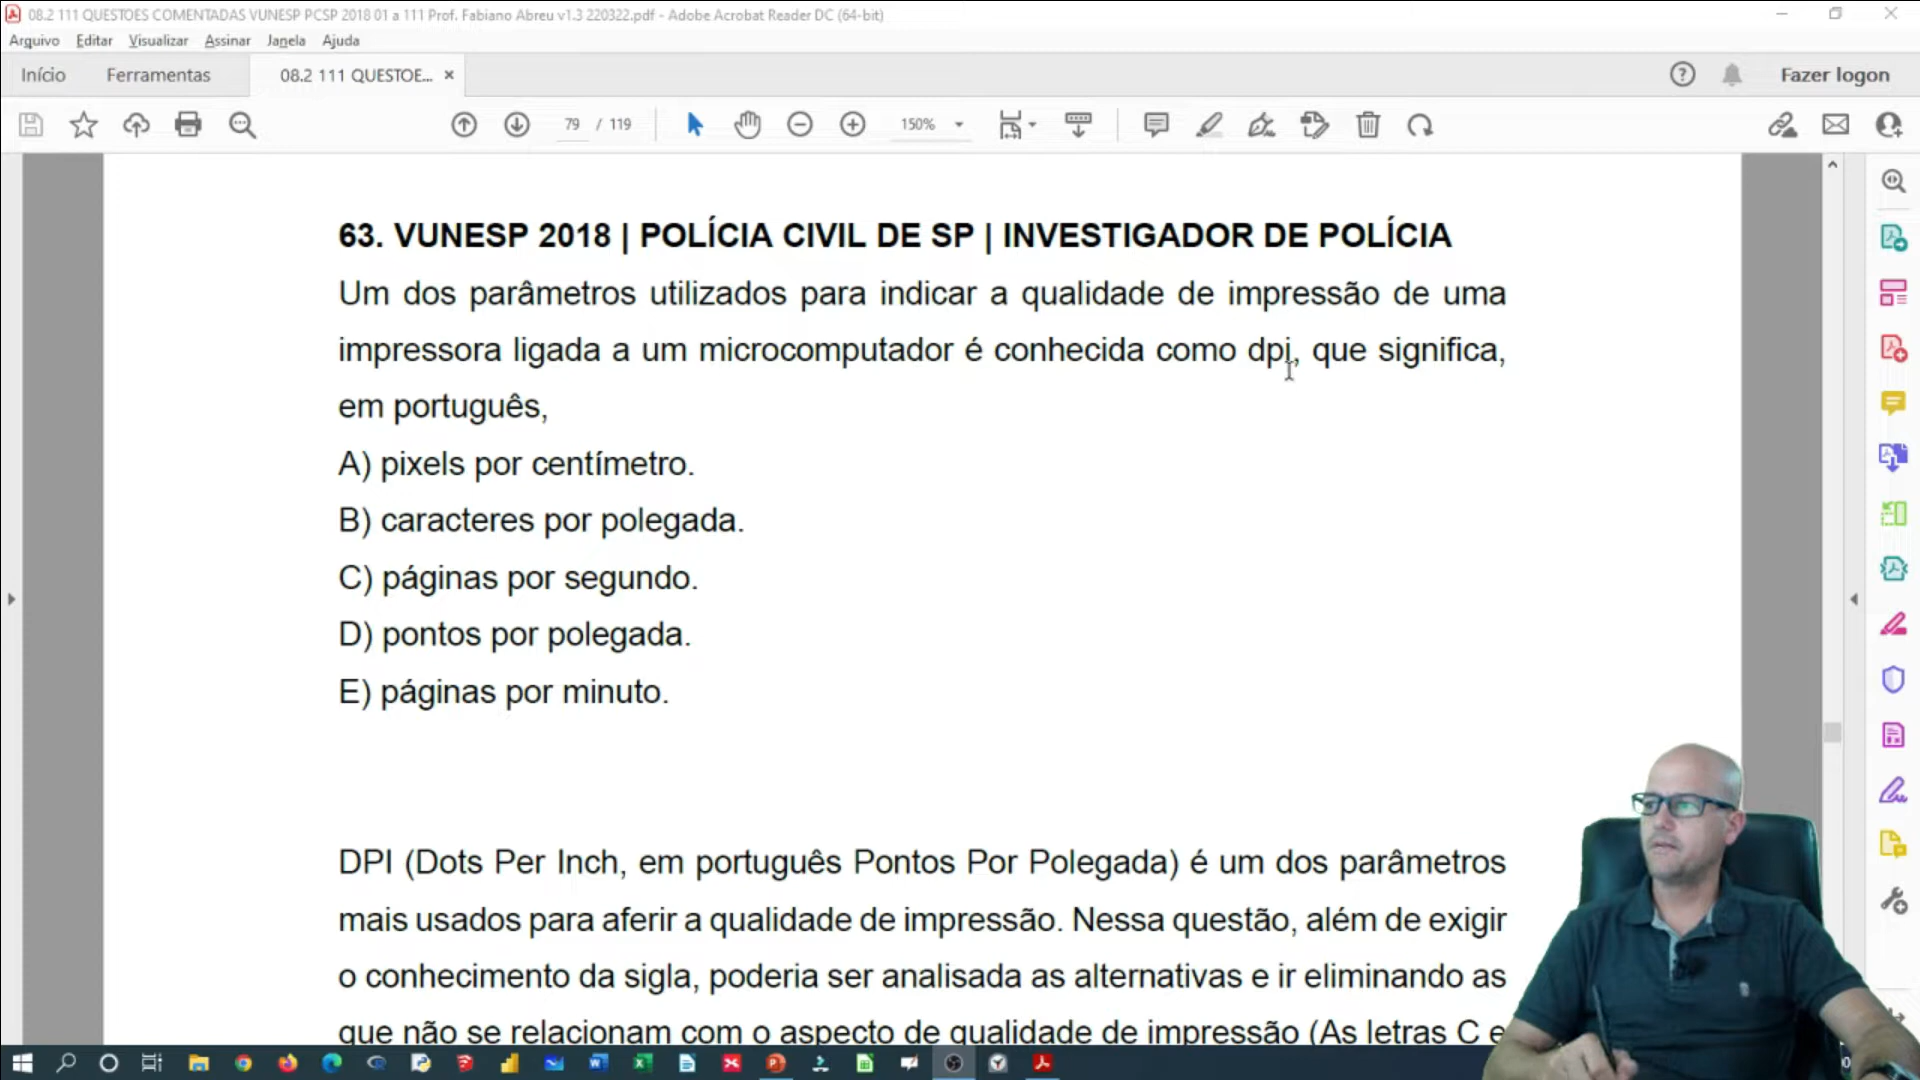 08.2 111 QUESTOES COMENTADAS VUNESP PCSP 2018 01 a 111 Prof. Fabiano Abreu v1.3 220322.pdf - Adobe Acrobat Reader DC (64-bit)
Arquivo Editar Visualizar Assinar Janela Ajuda
Início Ferramentas 08.2 111 QUESTOE... × Fazer logon
79 / 119 150%
63. VUNESP 2018 | POLÍCIA CIVIL DE SP | INVESTIGADOR DE POLÍCIA
Um dos parâmetros utilizados para indicar a qualidade de impressão de uma
impressora ligada a um microcomputador é conhecida como dpi, que significa,
em português,
A) pixels por centímetro.
B) caracteres por polegada.
C) páginas por segundo.
D) pontos por polegada.
E) páginas por minuto.
DPI (Dots Per Inch, em português Pontos Por Polegada) é um dos parâmetros
mais usados para aferir a qualidade de impressão. Nessa questão, além de exigir
o conhecimento da sigla, poderia ser analisada as alternativas e ir eliminando as
que não se relacionam com o aspecto de qualidade de impressão (As letras C e